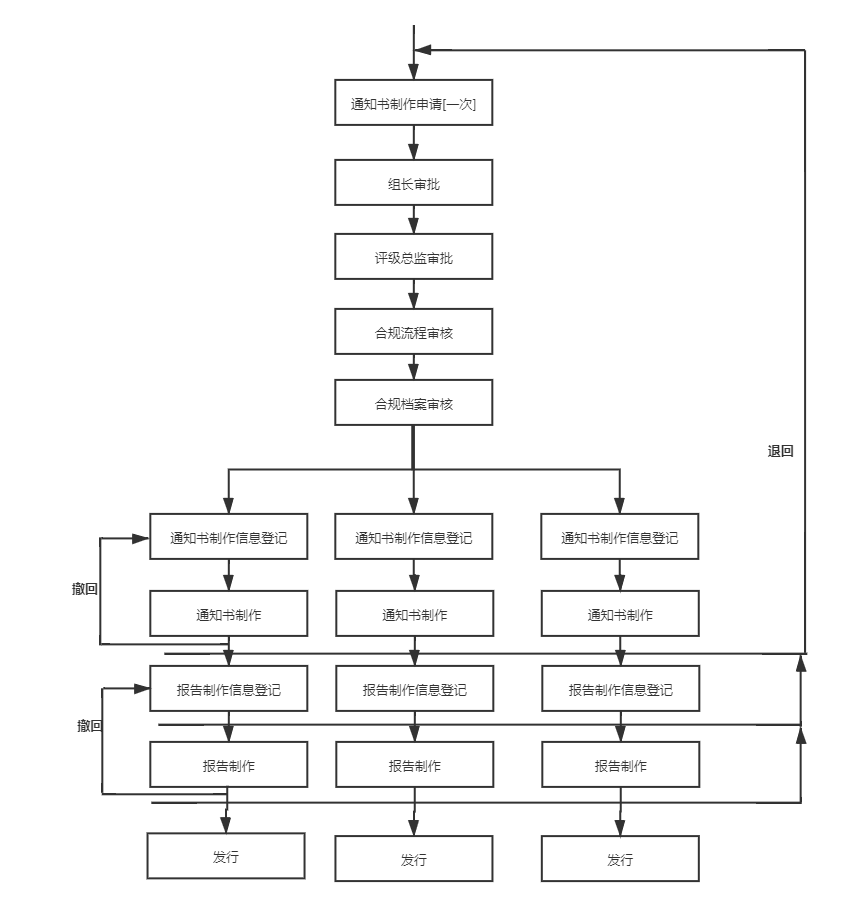 通知书制作申请[一次]
组长审批
评级总监审批
合规流程审核
合规档案审核
退回
通知书制作信息登记
通知书制作信息登记
通知书制作信息登记
撤回
通知书制作
通知书制作
通知书制作
报告制作信息登记
报告制作信息登记
报告制作信息登记
撤回
报告制作
报告制作
报告制作
发行
发行
发行